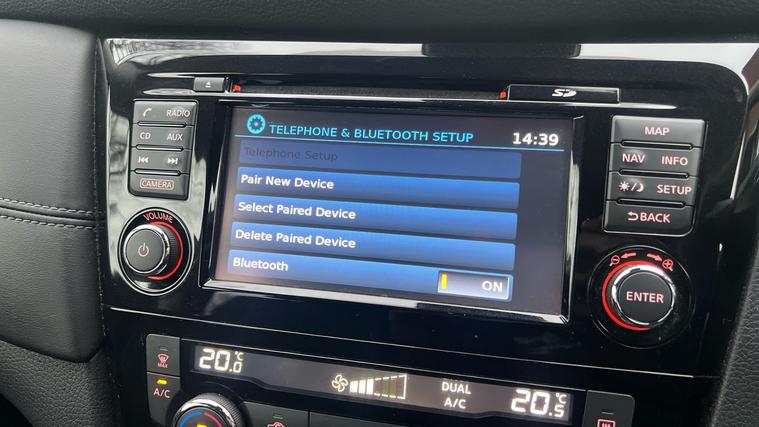 SD
RADIO
CD AUX
CAMERA
VOLUME
TELEPHONE & BLUETOOTH SETUP 14:39
Telephone Setup
Pair New Device
Select Paired Device
Delete Paired Device
Bluetooth ON
MAP
NAV INFO
SETUP
BACK
ENTER
MAX
A/C
20.0°C
DUAL
A/C
20.5°C